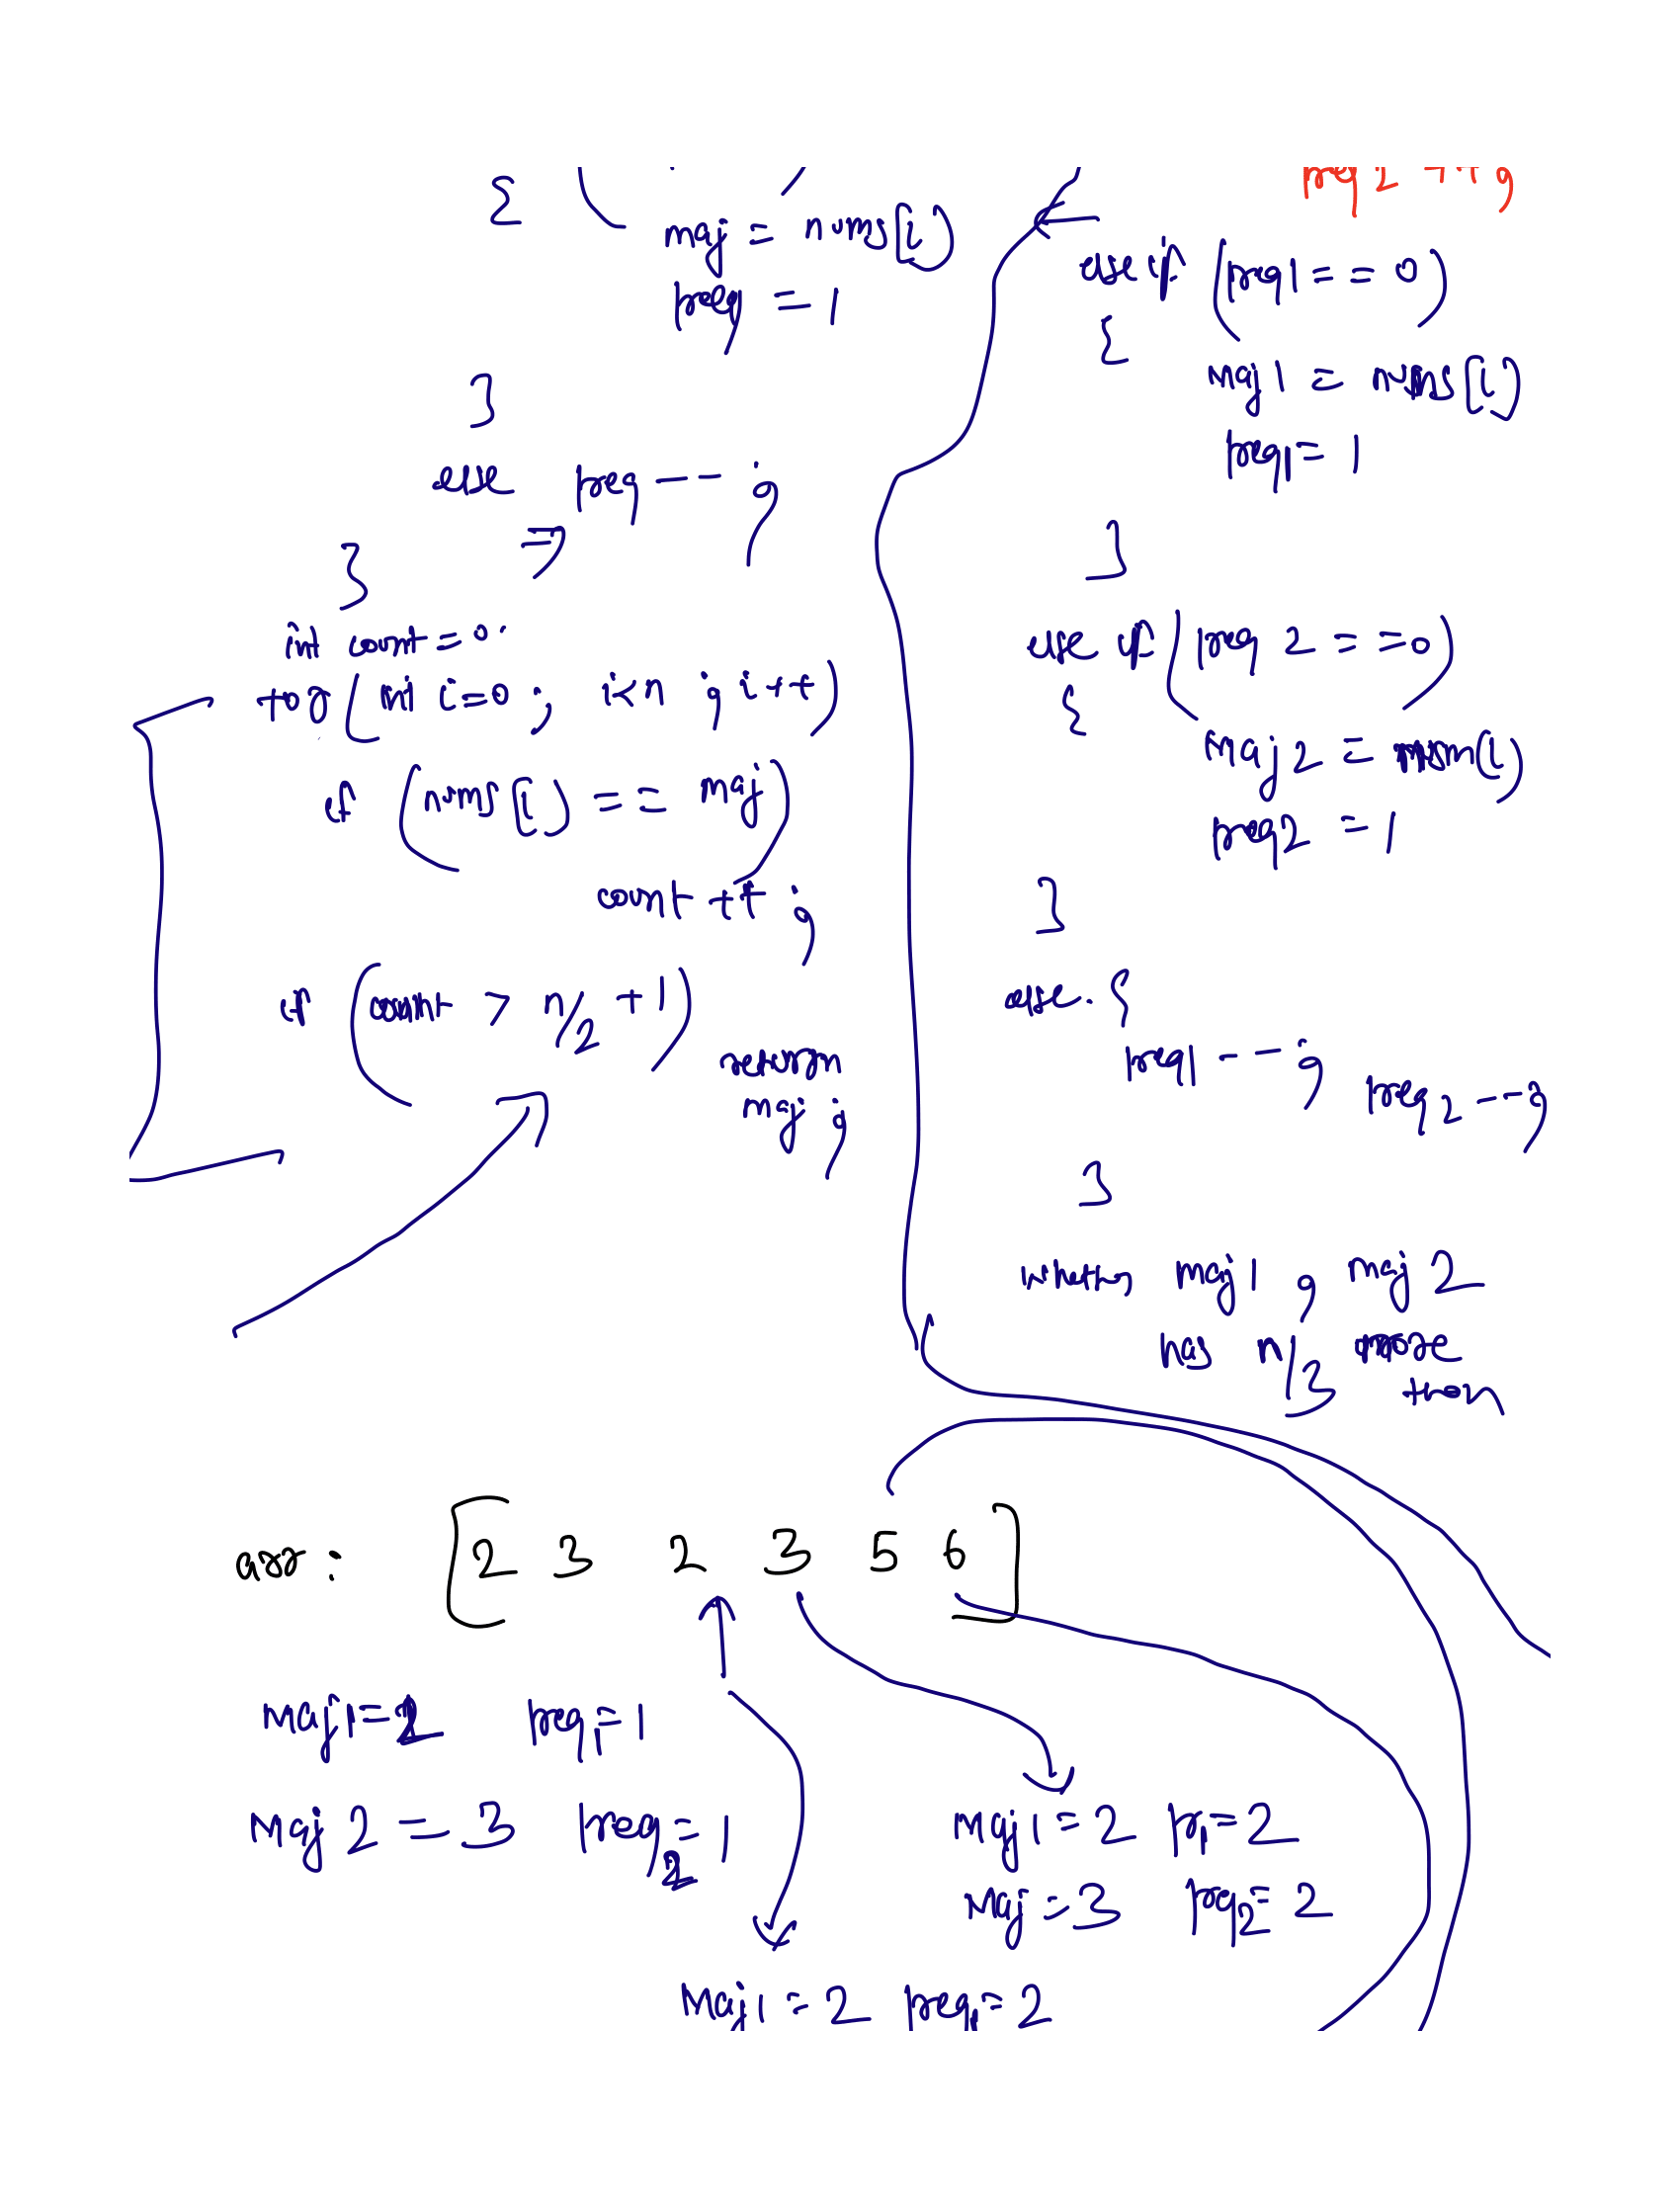 {
maj = nums[i]
freq = 1
}
else freq -- ;
}
int count = 0;
for ( int i=0 ; i<n ; i++ )
if ( nums[i] == maj )
count ++ ;
if ( count > n/2 + 1 )
return
maj ;
freq 2 ++ ;
else if ( freq1 == 0 )
{
maj1 = nums[i]
freq1 = 1
}
else if ( freq 2 == 0 )
{
maj 2 = nums[i]
freq2 = 1
}
else {
freq1 -- ; freq2 -- ;
}
whether maj1 , maj 2
has n/3 more
than
arr : [ 2 3 2 3 5 6 ]
Maj1 = 2 freq1 = 1
Maj 2 = 3 freq2 = 1
Maj1 = 2 fr1 = 2
Maj = 3 freq2 = 2
Maj1 = 2 freq1 = 2